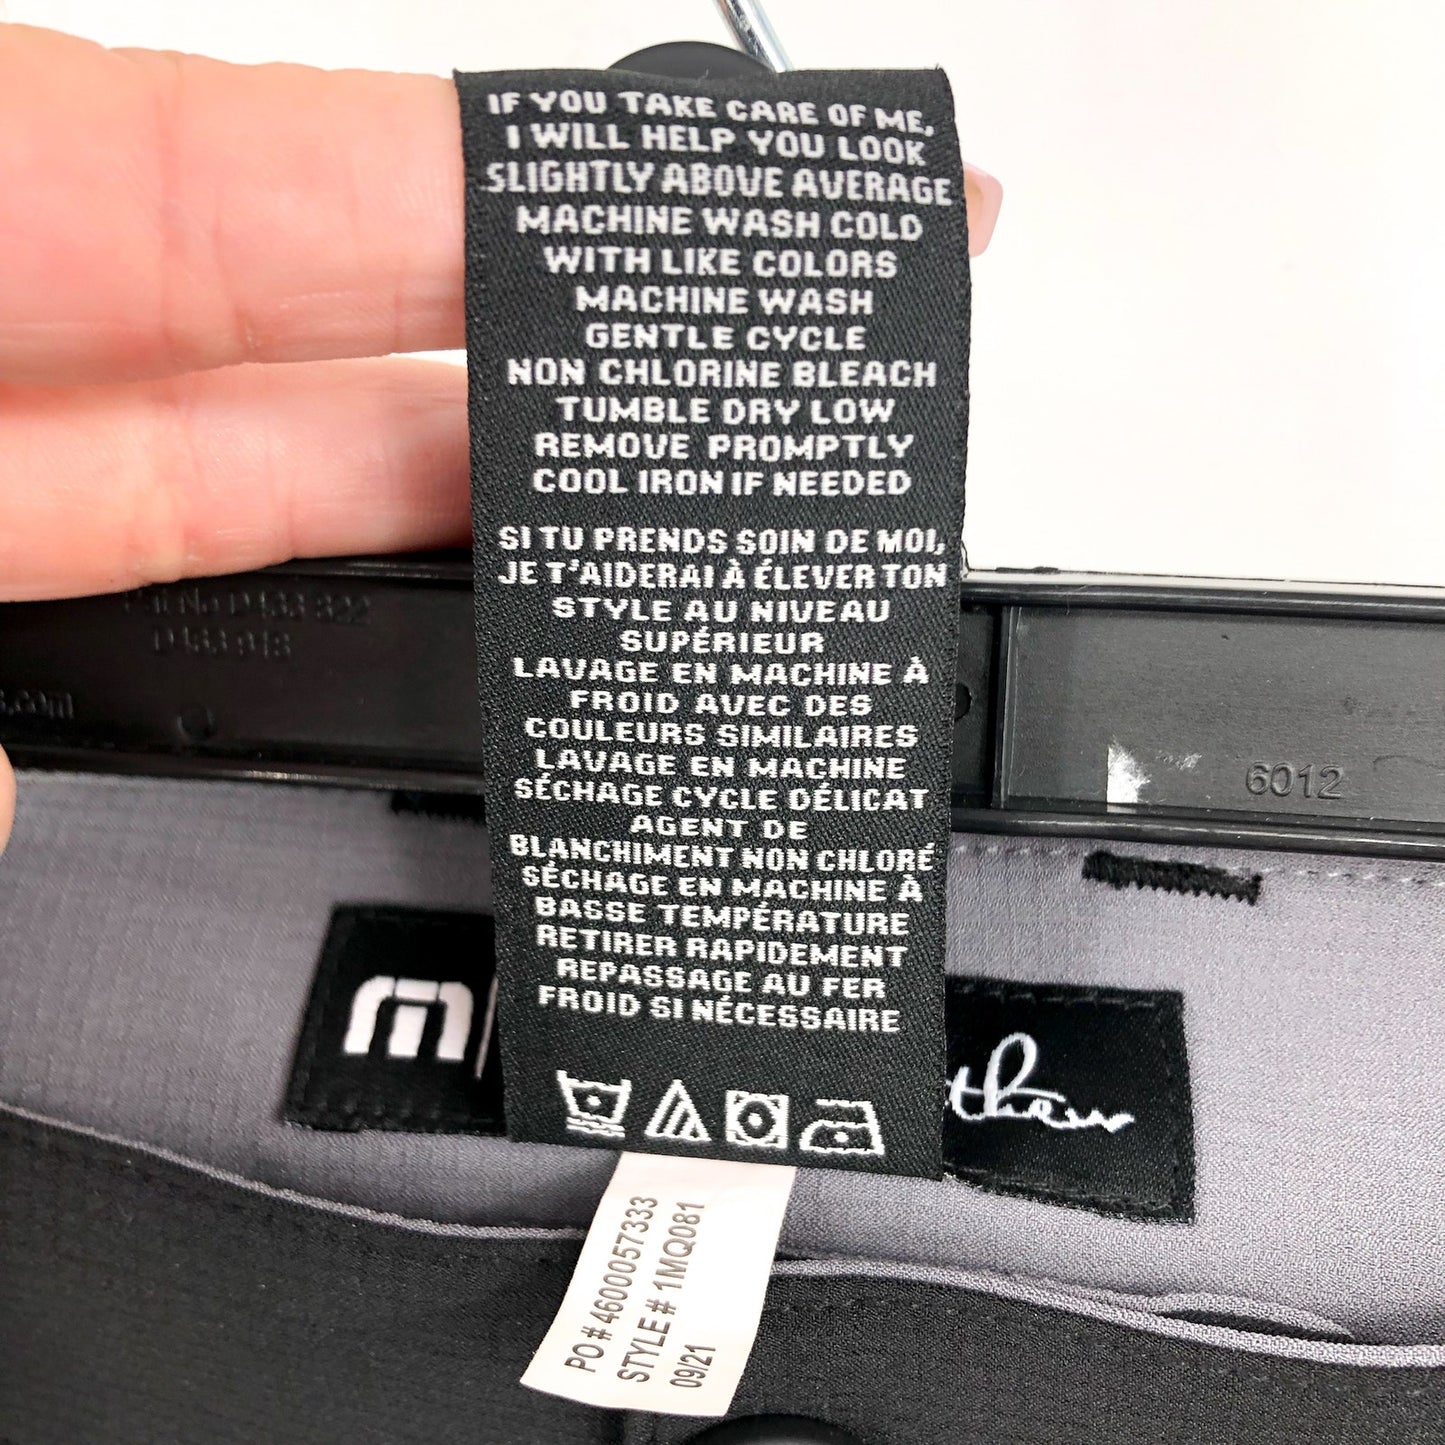 IF YOU TAKE CARE OF ME,
I WILL HELP YOU LOOK
SLIGHTLY ABOVE AVERAGE
MACHINE WASH COLD
WITH LIKE COLORS
MACHINE WASH
GENTLE CYCLE
NON CHLORINE BLEACH
TUMBLE DRY LOW
REMOVE PROMPTLY
COOL IRON IF NEEDED
SI TU PRENDS SOIN DE MOI,
JE T'AIDERAI À ÉLEVER TON
STYLE AU NIVEAU
SUPÉRIEUR
LAVAGE EN MACHINE À
FROID AVEC DES
COULEURS SIMILAIRES
LAVAGE EN MACHINE
SÉCHAGE CYCLE DÉLICAT
AGENT DE
BLANCHIMENT NON CHLORÉ
SÉCHAGE EN MACHINE À
BASSE TEMPÉRATURE
RETIRER RAPIDEMENT
REPASSAGE AU FER
FROID SI NÉCESSAIRE
.com
6012
m
thew
PO # 4600057333
STYLE # 1MQ081
09/21